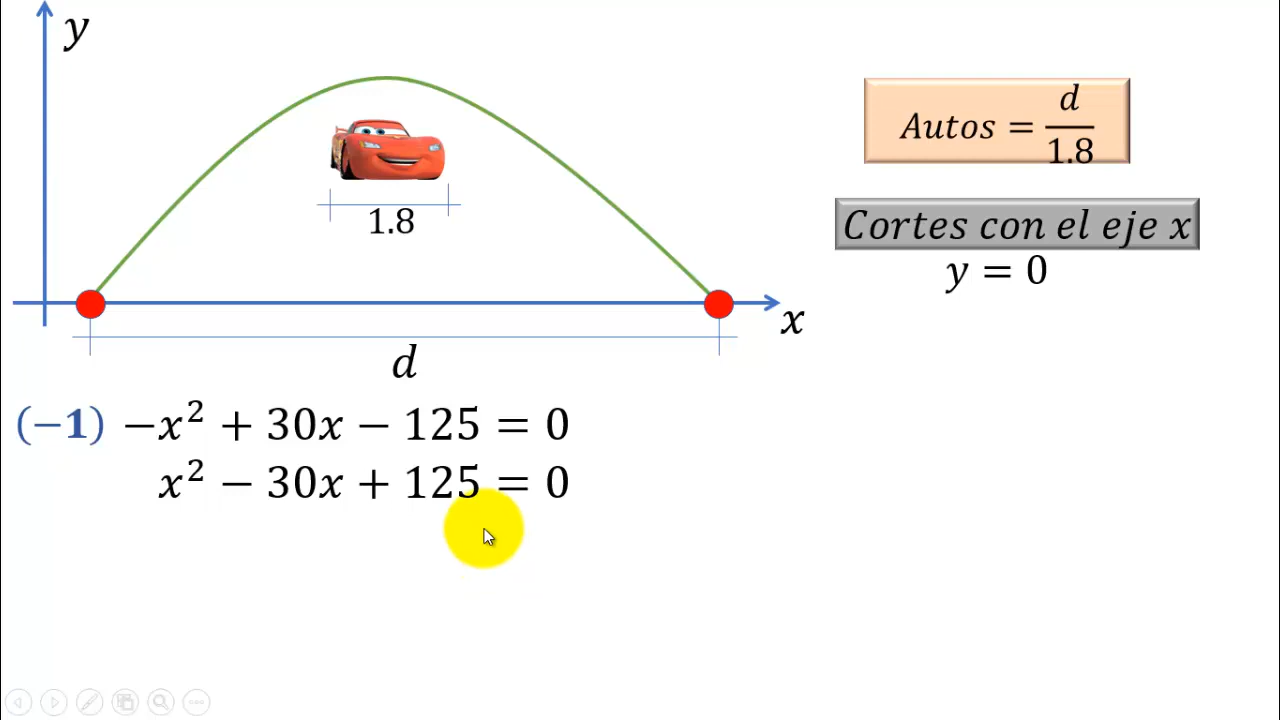 y
1.8
x
d
Autos = d/1.8
Cortes con el eje x
y = 0
(−1) −x² + 30x − 125 = 0
x² − 30x + 125 = 0